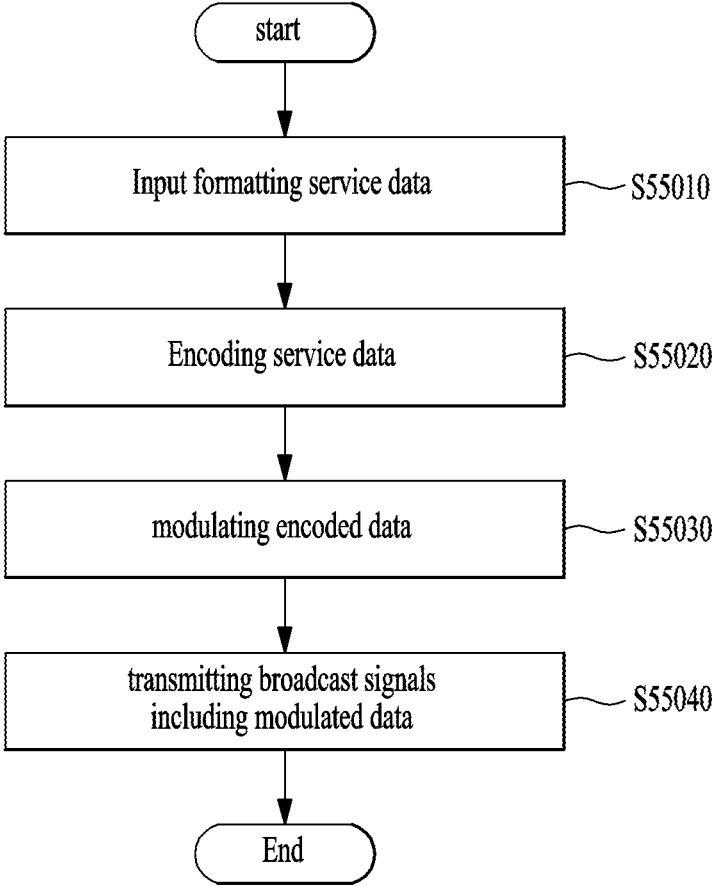 start
Input formatting service data
S55010
Encoding service data
S55020
modulating encoded data
S55030
transmitting broadcast signals
including modulated data
S55040
End